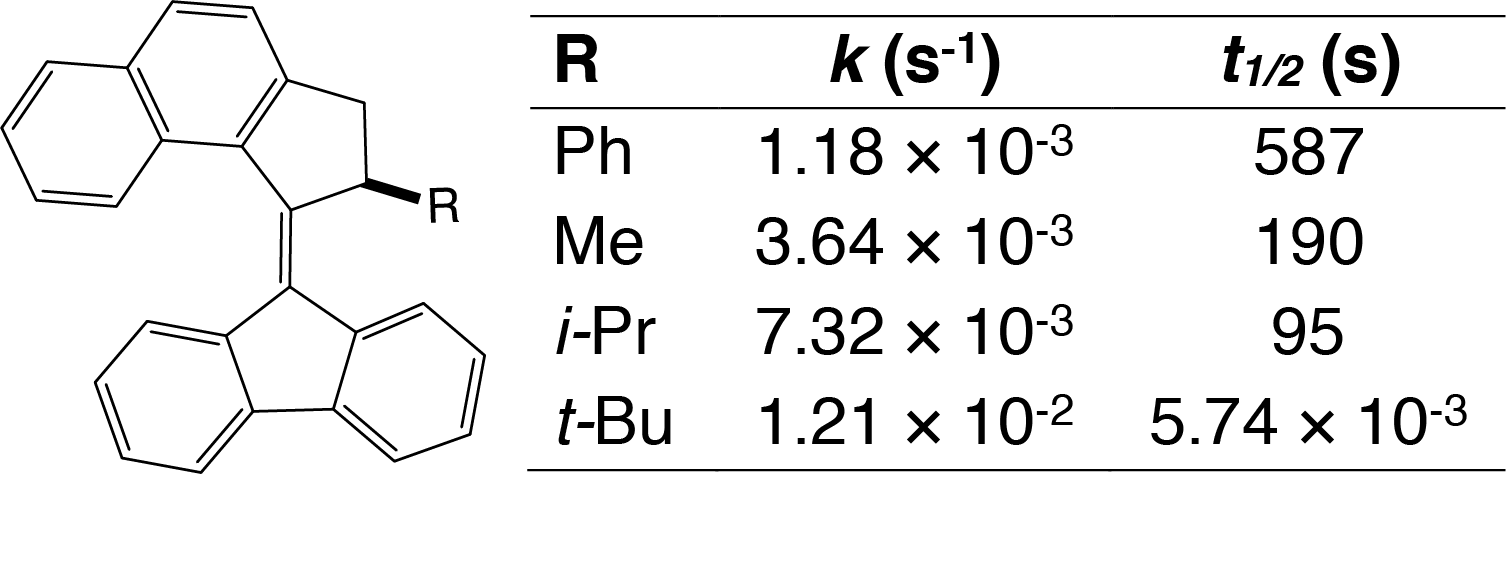 R k (s-1) t1/2 (s)
Ph 1.18 × 10-3 587
Me 3.64 × 10-3 190
R
i-Pr 7.32 × 10-3 95
t-Bu 1.21 × 10-2 5.74 × 10-3